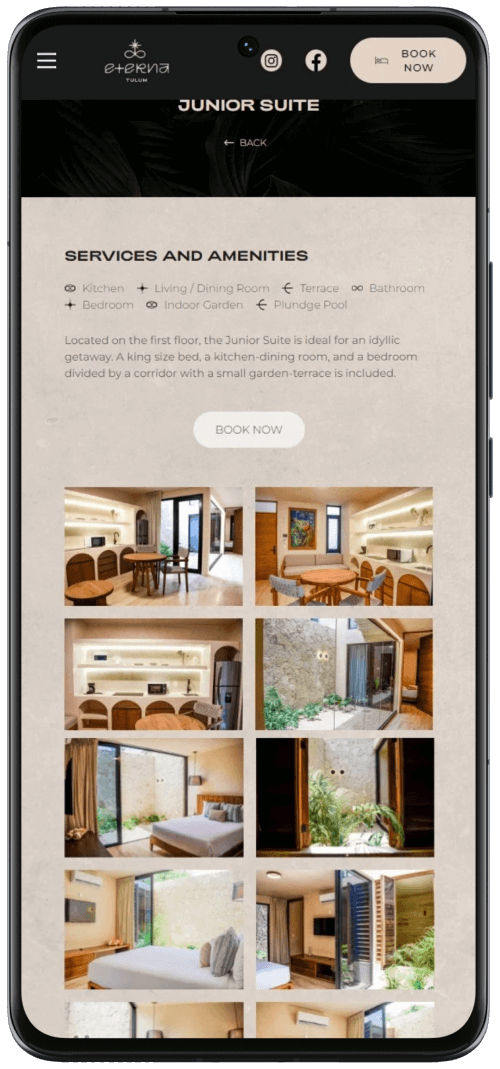 eterna
TULUM
BOOK
NOW
JUNIOR SUITE
← BACK
SERVICES AND AMENITIES
Kitchen Living / Dining Room Terrace Bathroom
Bedroom Indoor Garden Plundge Pool
Located on the first floor, the Junior Suite is ideal for an idyllic
getaway. A king size bed, a kitchen-dining room, and a bedroom
divided by a corridor with a small garden-terrace is included.
BOOK NOW